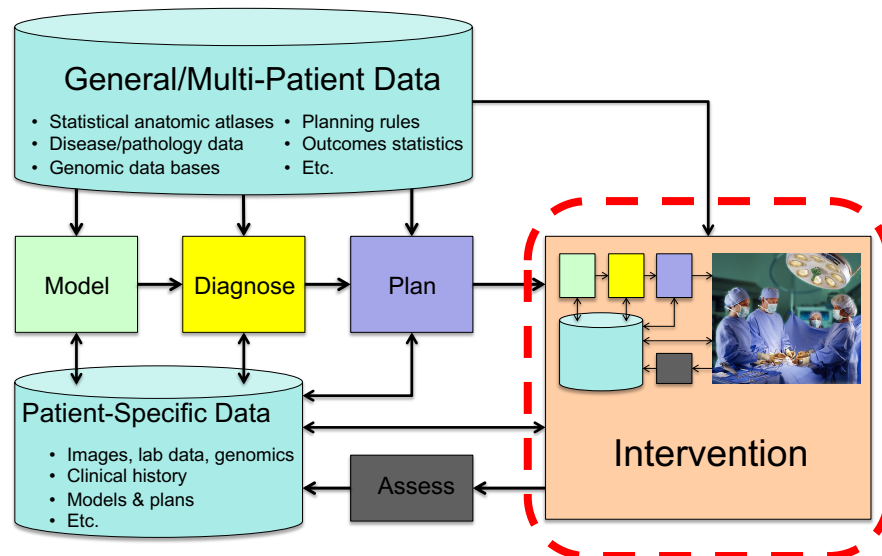 General/Multi-Patient Data
• Statistical anatomic atlases
• Disease/pathology data
• Genomic data bases
• Planning rules
• Outcomes statistics
• Etc.
Model
Diagnose
Plan
Patient-Specific Data
• Images, lab data, genomics
• Clinical history
• Models & plans
• Etc.
Assess
Intervention